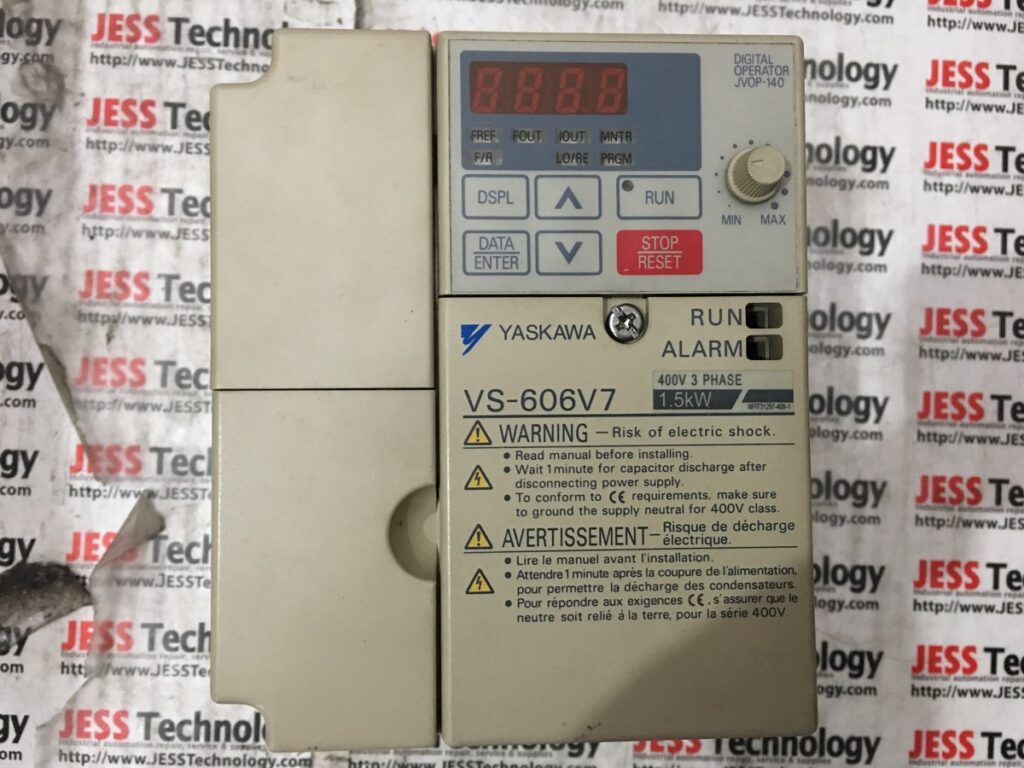 DIGITAL
OPERATOR
JVOP-140
8888
FREF FOUT IOUT MNTR
F/R LO/RE PRGM
DSPL RUN
MIN MAX
DATA
ENTER
STOP
RESET
YASKAWA
RUN
ALARM
400V 3 PHASE
VS-606V7 1.5kW
WARNING – Risk of electric shock.
• Read manual before installing.
• Wait 1 minute for capacitor discharge after
disconnecting power supply.
• To conform to CE requirements, make sure
to ground the supply neutral for 400V class.
AVERTISSEMENT – Risque de décharge
électrique.
• Lire le manuel avant l'installation.
• Attendre 1 minute après la coupure de l'alimentation,
pour permettre la décharge des condensateurs.
• Pour répondre aux exigences CE, s'assurer que le
neutre soit relié à la terre, pour la série 400V.
JESS Technology
industrial automation repair, service & supplies
http://www.JESSTechnology.com